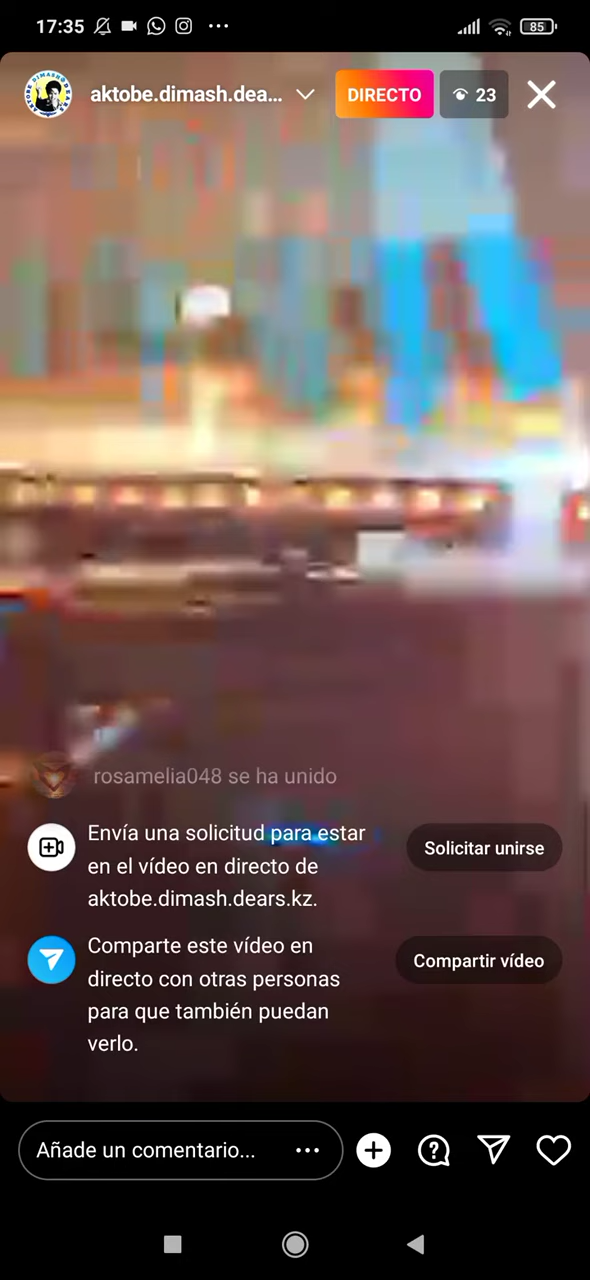 17:35
85
aktobe.dimash.dea...
DIRECTO
23
rosamelia048 se ha unido
Envía una solicitud para estar
en el vídeo en directo de
aktobe.dimash.dears.kz.
Solicitar unirse
Comparte este vídeo en
directo con otras personas
para que también puedan
verlo.
Compartir vídeo
Añade un comentario...